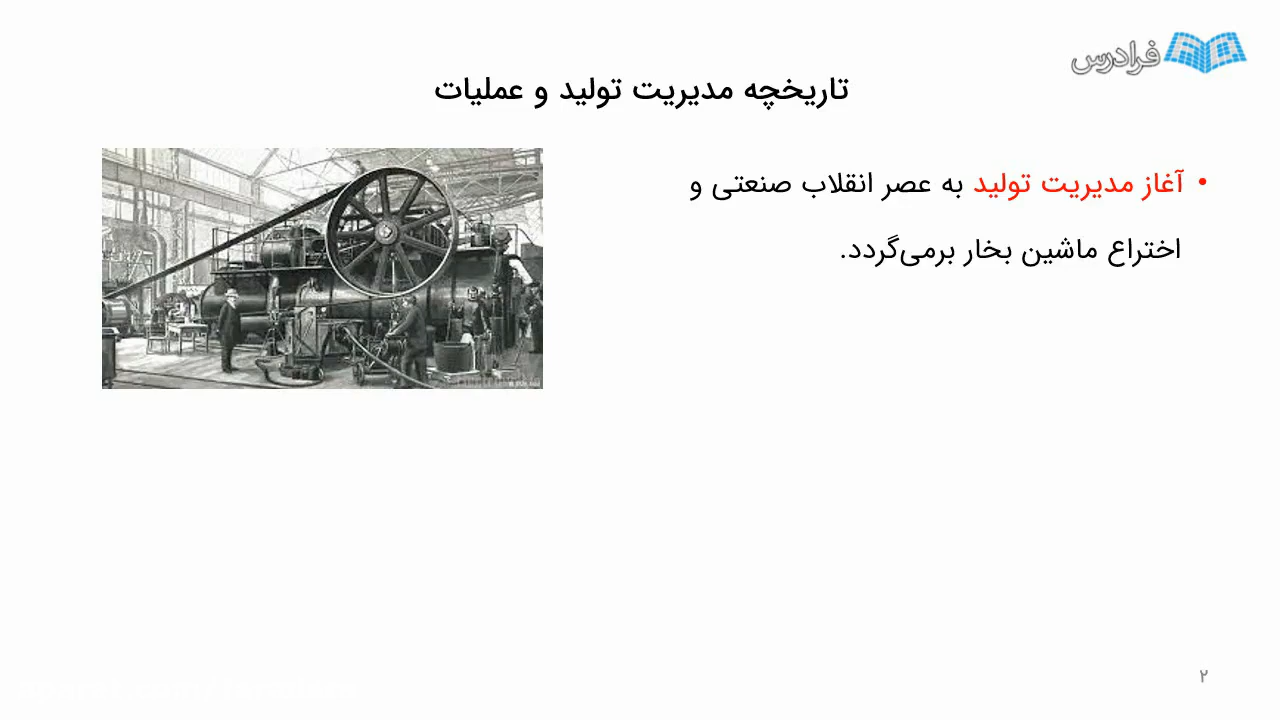 فرادرس
تاریخچه مدیریت تولید و عملیات
• آغاز مدیریت تولید به عصر انقلاب صنعتی و
اختراع ماشین بخار برمی‌گردد.
۲